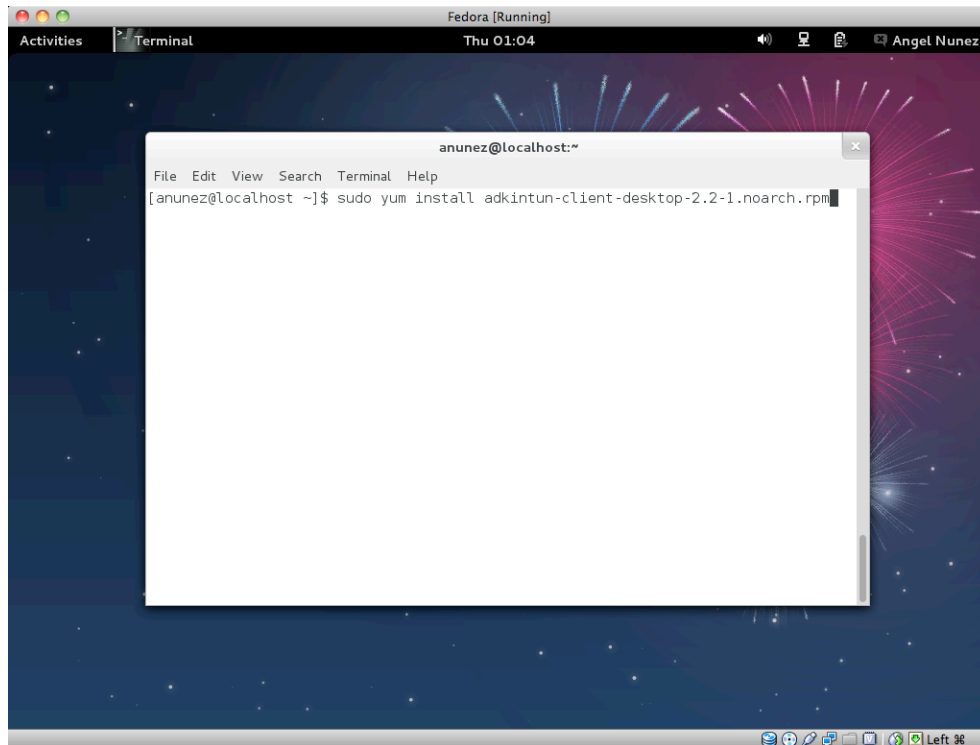 Fedora [Running]
Activities Terminal Thu 01:04 Angel Nunez
anunez@localhost:~
File Edit View Search Terminal Help
[anunez@localhost ~]$ sudo yum install adkintun-client-desktop-2.2-1.noarch.rpm
Left ⌘